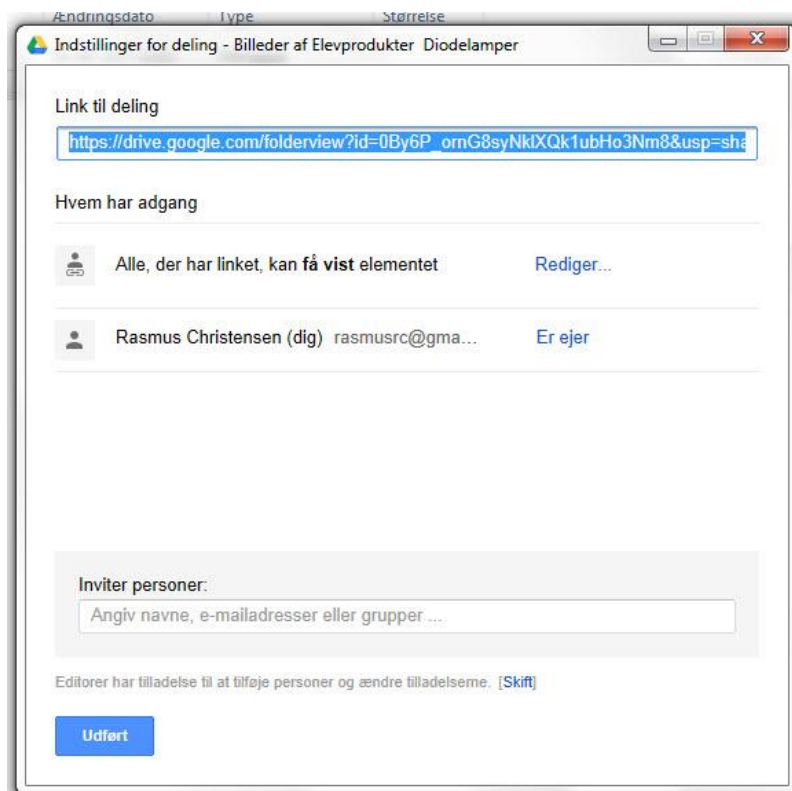 Ændringsdato Type Størrelse
Indstillinger for deling - Billeder af Elevprodukter Diodelamper
Link til deling
https://drive.google.com/folderview?id=0By6P_ornG8syNklXQk1ubHo3Nm8&usp=sha
Hvem har adgang
Alle, der har linket, kan få vist elementet Rediger...
Rasmus Christensen (dig) rasmusrc@gma... Er ejer
Inviter personer:
Angiv navne, e-mailadresser eller grupper ...
Editorer har tilladelse til at tilføje personer og ændre tilladelserne. [Skift]
Udført